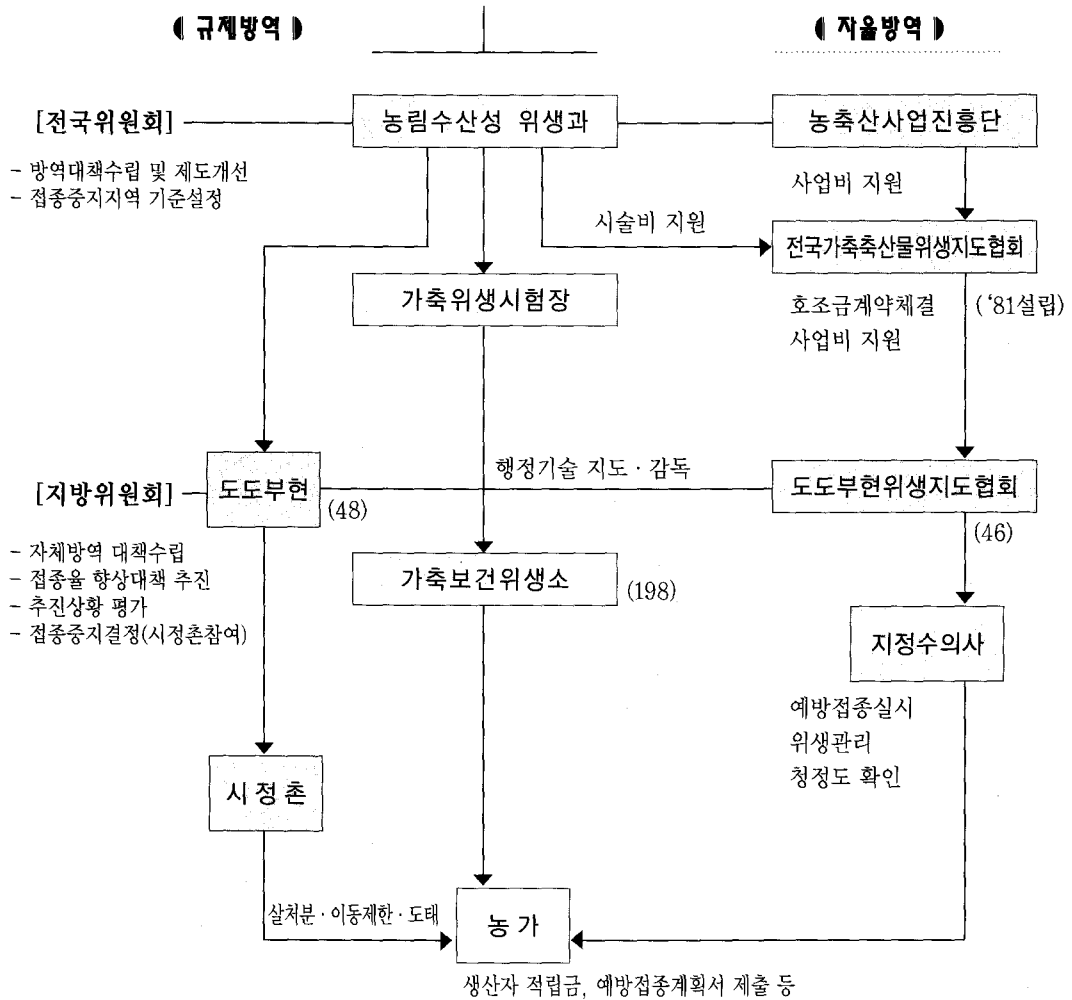 【 규제방역 】
【 자율방역 】
[전국위원회]
농림수산성 위생과
농축산사업진흥단
- 방역대책수립 및 제도개선
- 접종중지지역 기준설정
사업비 지원
시술비 지원
전국가축축산물위생지도협회
가축위생시험장
호조금계약체결
('81설립)
사업비 지원
[지방위원회]
도도부현
(48)
행정기술 지도·감독
도도부현위생지도협회
(46)
- 자체방역 대책수립
- 접종율 향상대책 추진
- 추진상황 평가
- 접종중지결정(시정촌참여)
가축보건위생소
(198)
지정수의사
예방접종실시
위생관리
청정도 확인
시정촌
살처분·이동제한·도태
농가
생산자 적립금, 예방접종계획서 제출 등